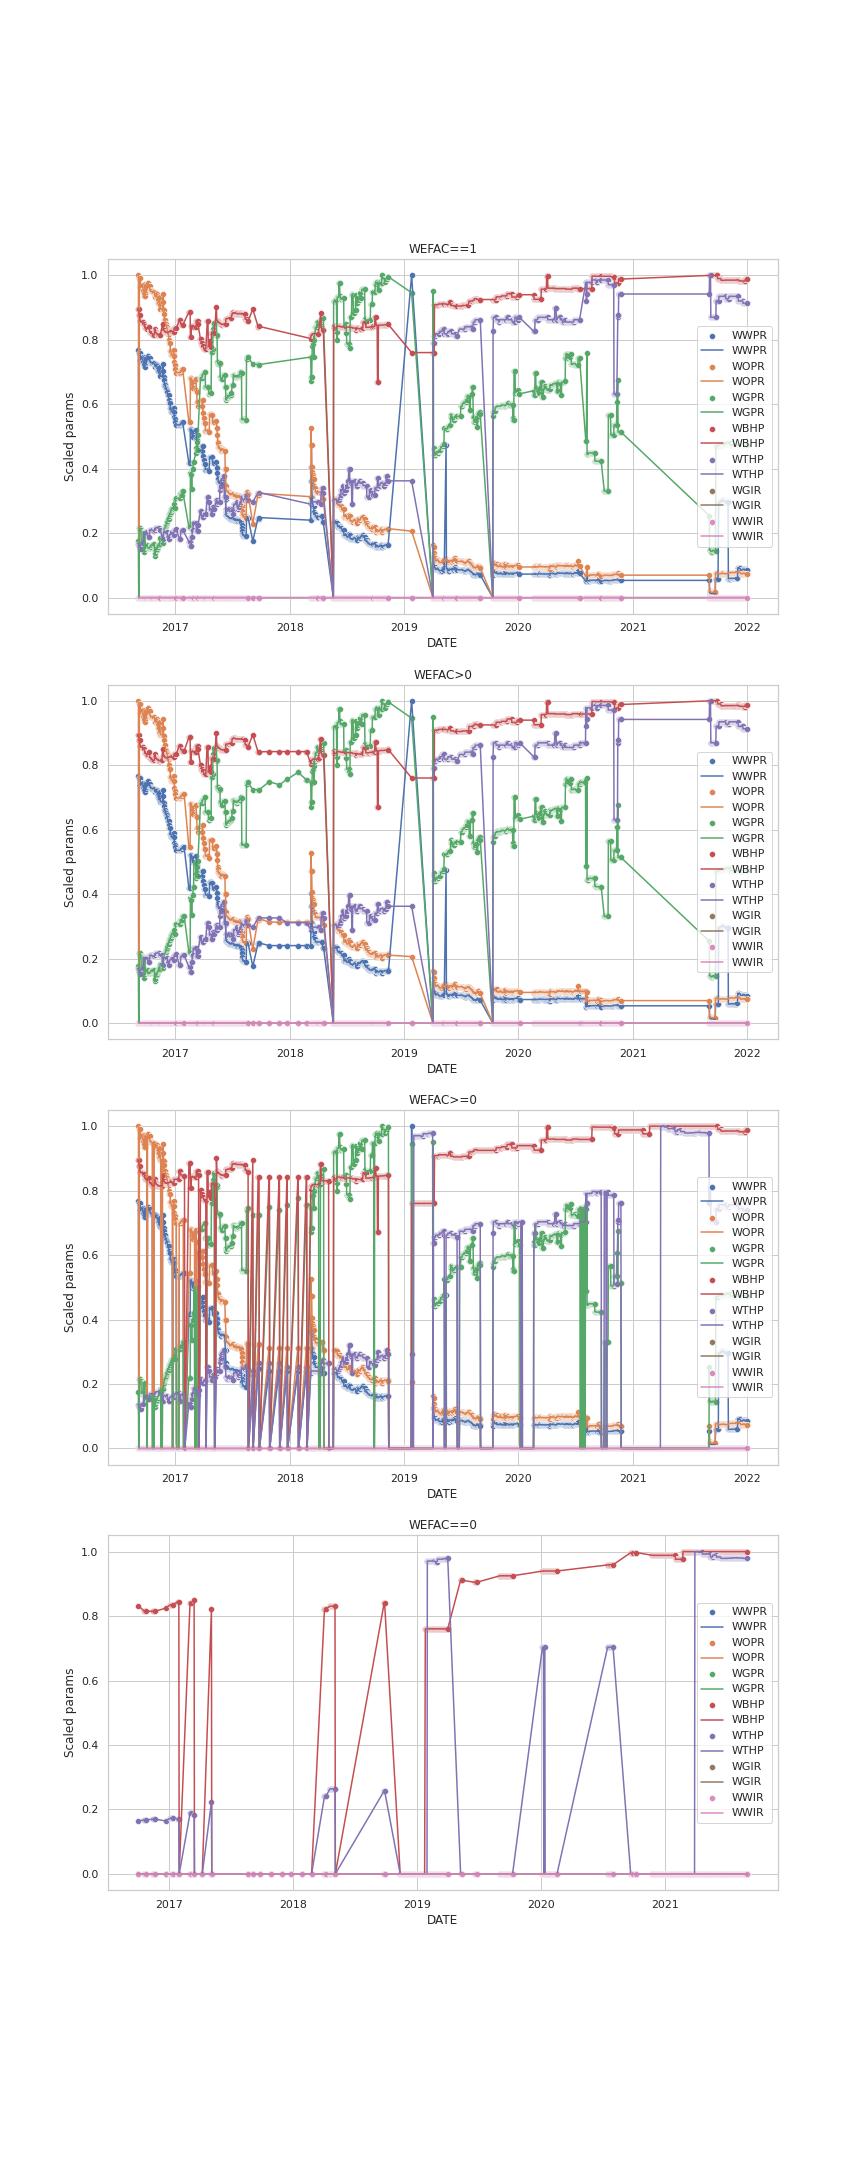 WEFAC==1
1.0
0.8
0.6
0.4
0.2
0.0
Scaled params
WWPR
WWPR
WOPR
WOPR
WGPR
WGPR
WBHP
WBHP
WTHP
WTHP
WGIR
WGIR
WWIR
WWIR
2017 2018 2019 2020 2021 2022
DATE
WEFAC>0
1.0
0.8
0.6
0.4
0.2
0.0
Scaled params
WWPR
WWPR
WOPR
WOPR
WGPR
WGPR
WBHP
WBHP
WTHP
WTHP
WGIR
WGIR
WWIR
WWIR
2017 2018 2019 2020 2021 2022
DATE
WEFAC>=0
1.0
0.8
0.6
0.4
0.2
0.0
Scaled params
WWPR
WWPR
WOPR
WOPR
WGPR
WGPR
WBHP
WBHP
WTHP
WTHP
WGIR
WGIR
WWIR
WWIR
2017 2018 2019 2020 2021 2022
DATE
WEFAC==0
1.0
0.8
0.6
0.4
0.2
0.0
Scaled params
WWPR
WWPR
WOPR
WOPR
WGPR
WGPR
WBHP
WBHP
WTHP
WTHP
WGIR
WGIR
WWIR
WWIR
2017 2018 2019 2020 2021
DATE